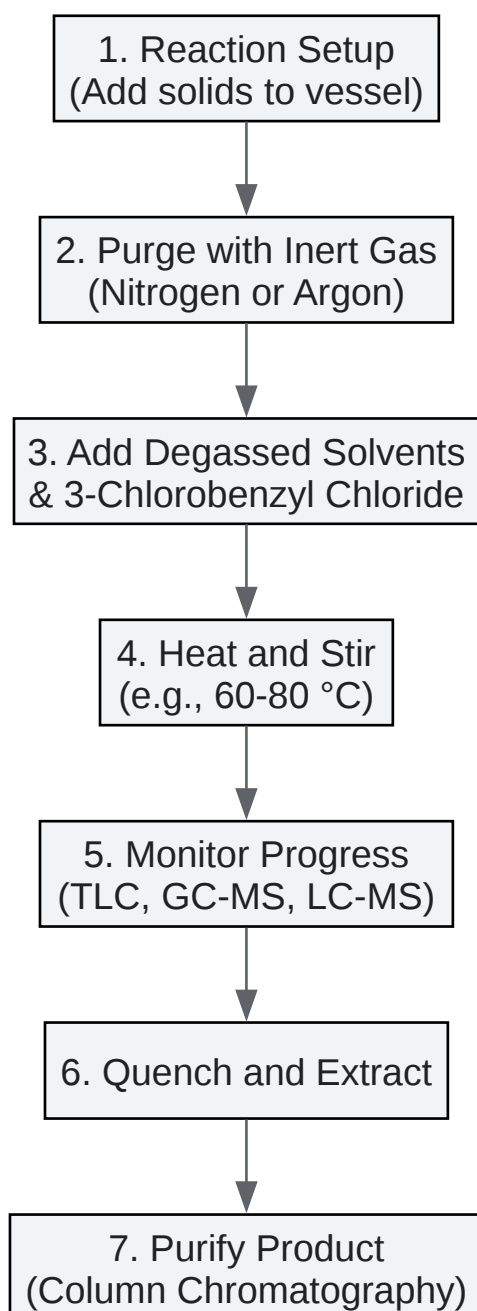 1. Reaction Setup
(Add solids to vessel)
2. Purge with Inert Gas
(Nitrogen or Argon)
3. Add Degassed Solvents
& 3-Chlorobenzyl Chloride
4. Heat and Stir
(e.g., 60-80 °C)
5. Monitor Progress
(TLC, GC-MS, LC-MS)
6. Quench and Extract
7. Purify Product
(Column Chromatography)